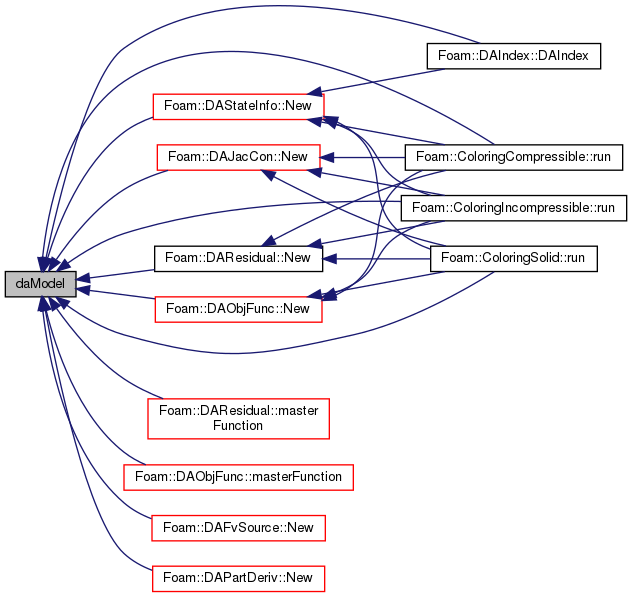 Foam::DAIndex::DAIndex
Foam::DAStateInfo::New
Foam::DAJacCon::New
Foam::ColoringCompressible::run
Foam::ColoringIncompressible::run
Foam::DAResidual::New
Foam::ColoringSolid::run
daModel
Foam::DAObjFunc::New
Foam::DAResidual::master
Function
Foam::DAObjFunc::masterFunction
Foam::DAFvSource::New
Foam::DAPartDeriv::New